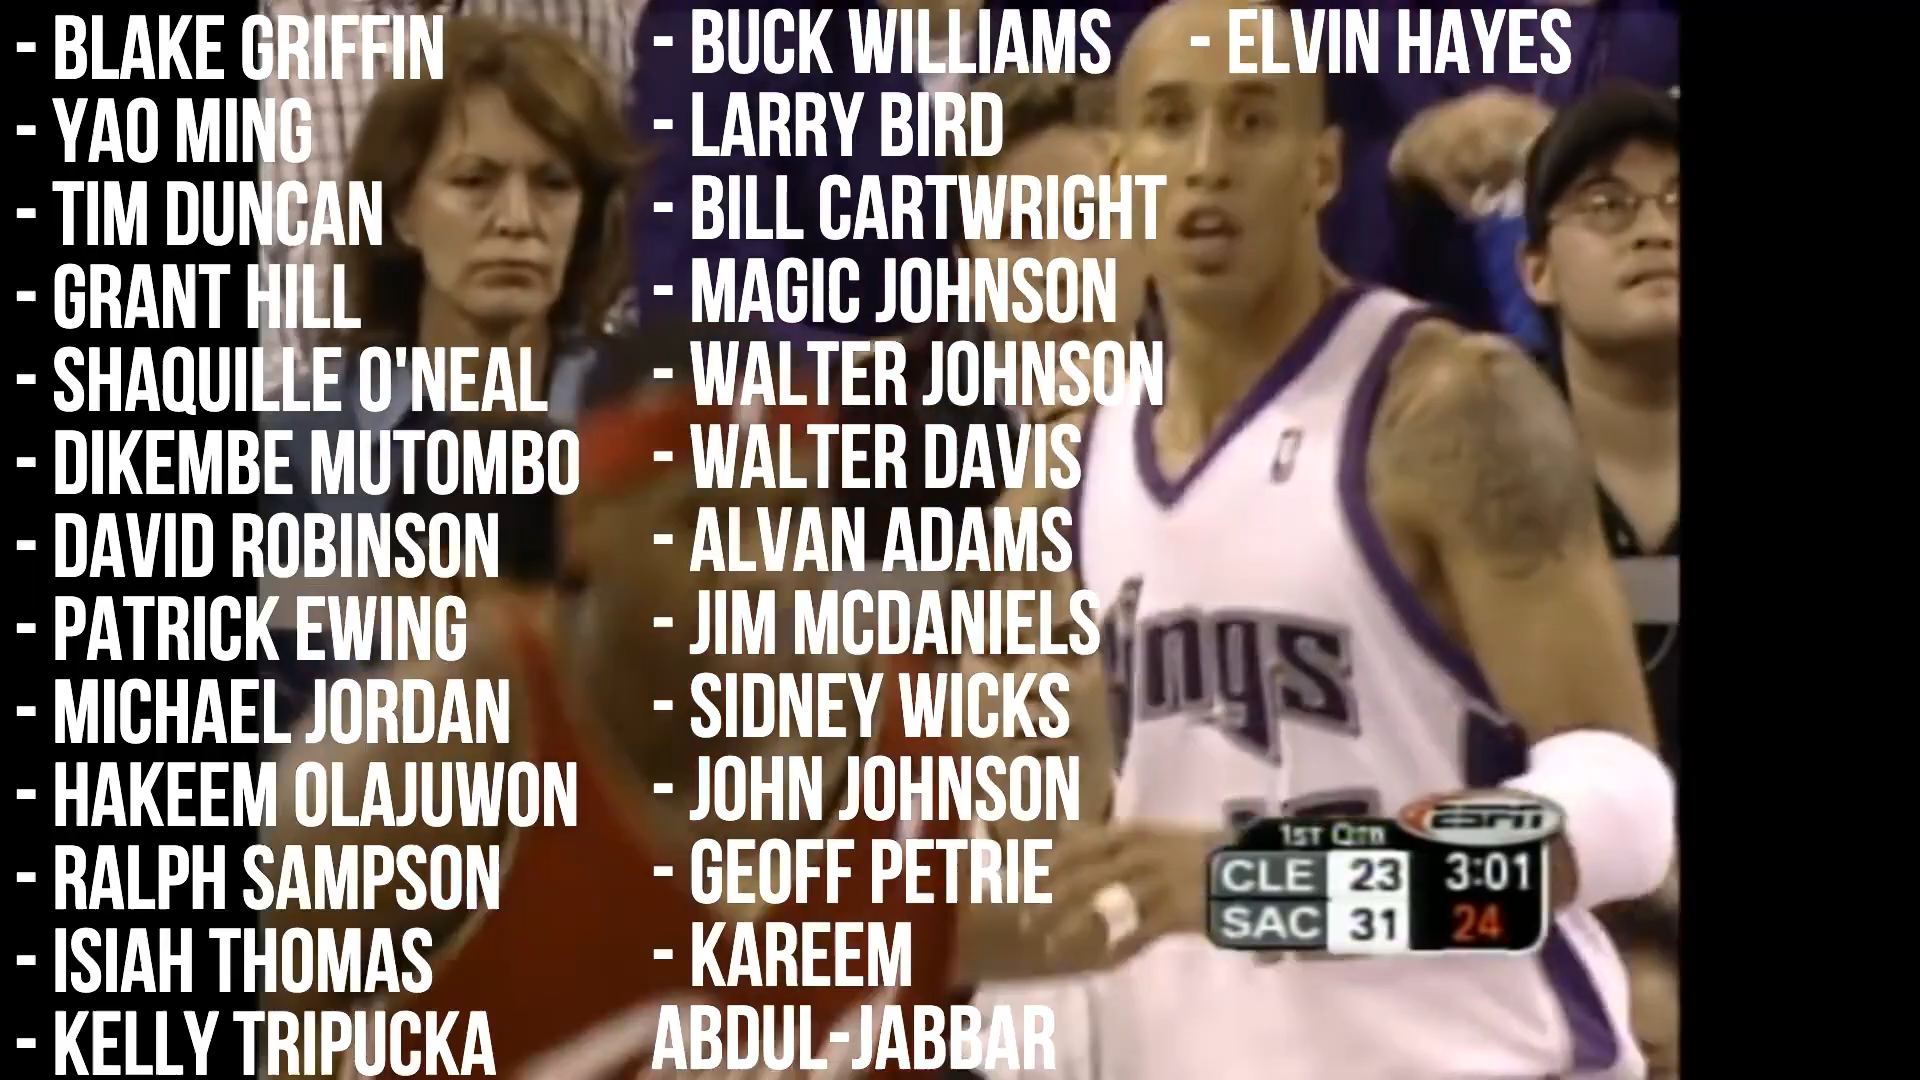 - BLAKE GRIFFIN
- YAO MING
- TIM DUNCAN
- GRANT HILL
- SHAQUILLE O'NEAL
- DIKEMBE MUTOMBO
- DAVID ROBINSON
- PATRICK EWING
- MICHAEL JORDAN
- HAKEEM OLAJUWON
- RALPH SAMPSON
- ISIAH THOMAS
- KELLY TRIPUCKA
- BUCK WILLIAMS
- LARRY BIRD
- BILL CARTWRIGHT
- MAGIC JOHNSON
- WALTER JOHNSON
- WALTER DAVIS
- ALVAN ADAMS
- JIM MCDANIELS
- SIDNEY WICKS
- JOHN JOHNSON
- GEOFF PETRIE
- KAREEM
ABDUL-JABBAR
- ELVIN HAYES
ings
ESPN
1ST QTR
CLE 23 3:01
SAC 31 24